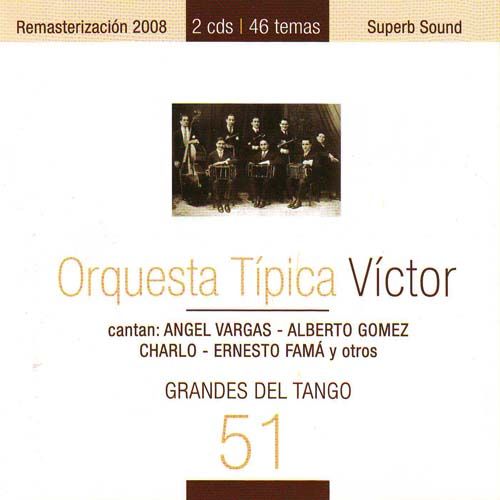 Remasterización 2008 2 cds | 46 temas Superb Sound
Orquesta Típica Víctor
cantan: ANGEL VARGAS - ALBERTO GOMEZ
CHARLO - ERNESTO FAMÁ y otros
GRANDES DEL TANGO
51